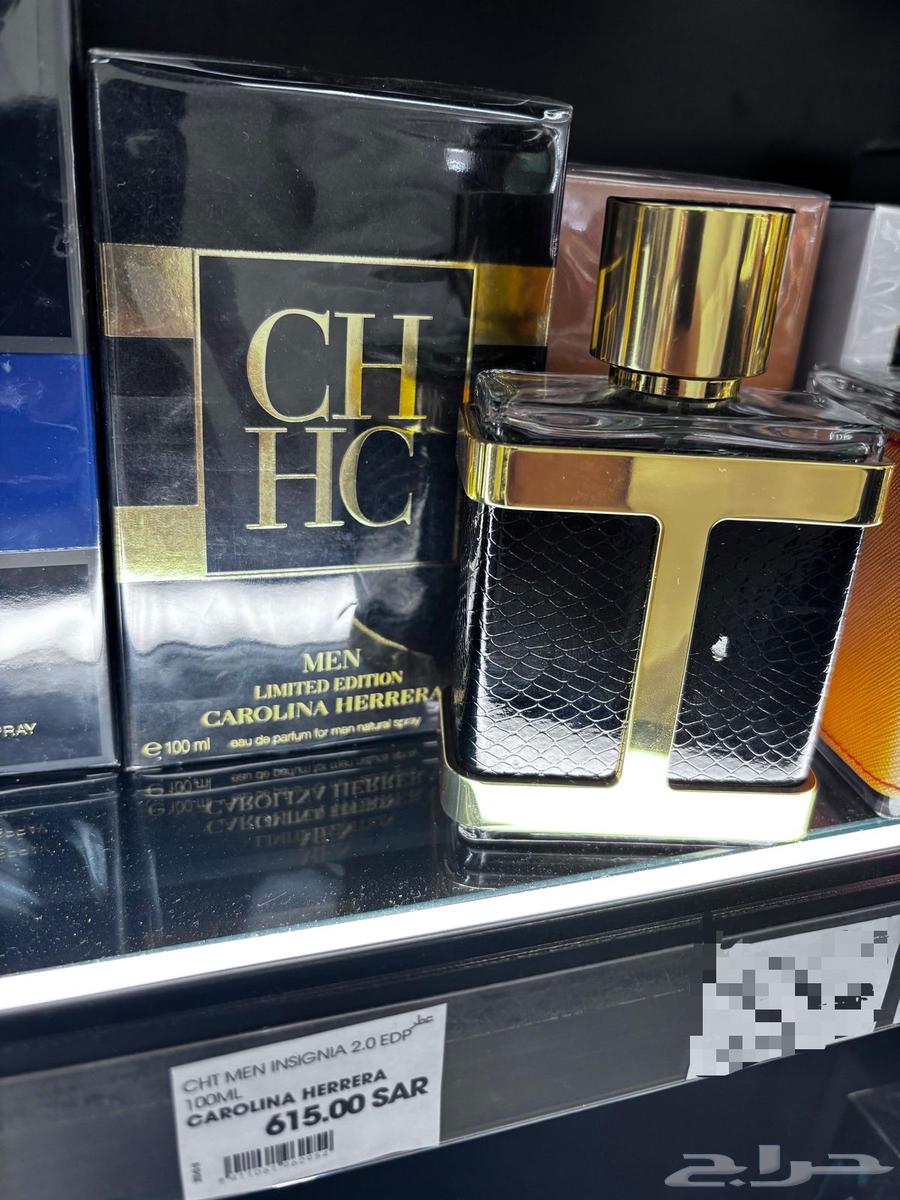 CH
HC
MEN
LIMITED EDITION
CAROLINA HERRERA
e 100 ml eau de parfum for men natural spray
PRAY
عطر
CHT MEN INSIGNIA 2.0 EDP
100ML
CAROLINA HERRERA
615.00 SAR
حراج